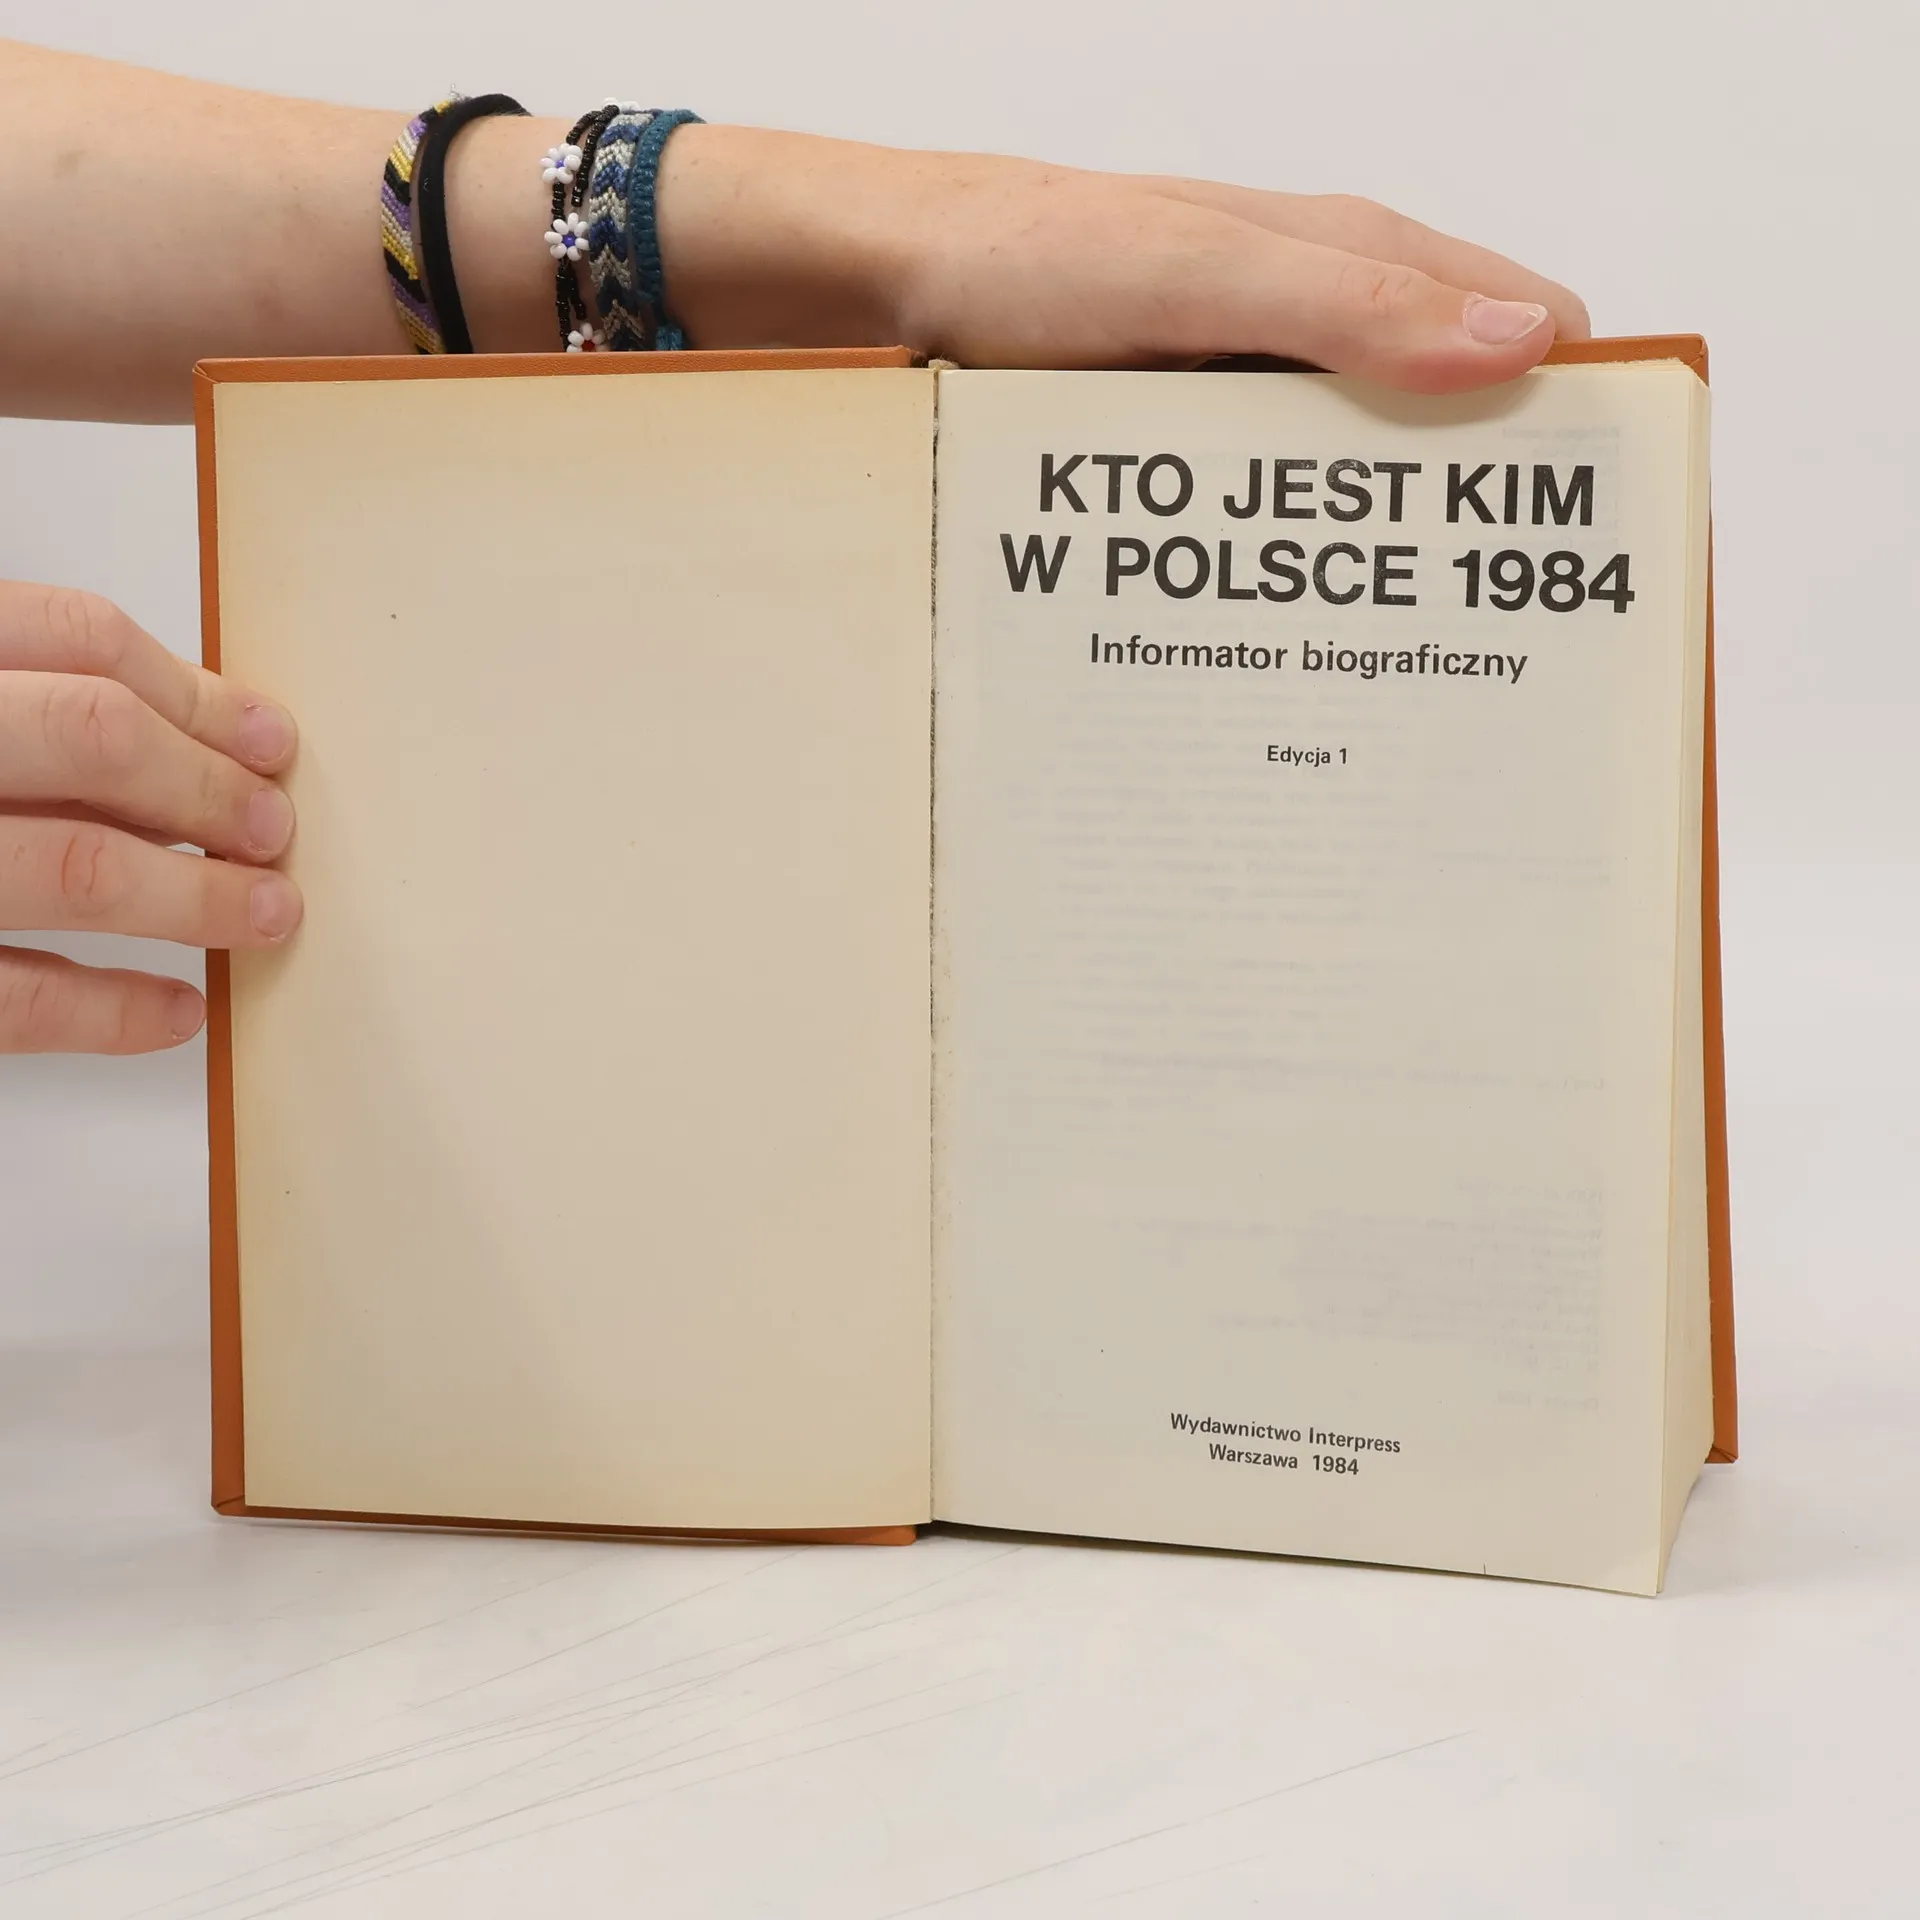 KTO JEST KIM
W POLSCE 1984
Informator biograficzny
Edycja 1
Wydawnictwo Interpress
Warszawa 1984